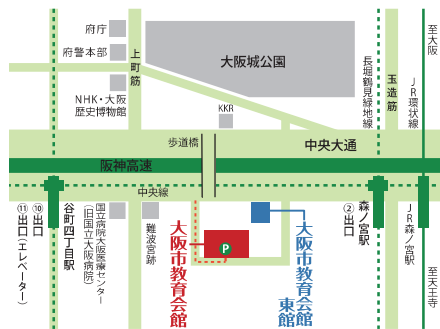 府庁
府警本部
NHK・大阪
歴史博物館
上町筋
大阪城公園
KKR
長堀鶴見緑地線
玉造筋
JR環状線
至大阪
歩道橋
中央大通
阪神高速
中央線
⑪出口(エレベーター)
⑩出口
谷町四丁目駅
国立病院大阪医療センター
(旧国立大阪病院)
難波宮跡
大阪市教育会館
P
大阪市教育会館
東館
②出口
森ノ宮駅
JR森ノ宮駅
至天王寺